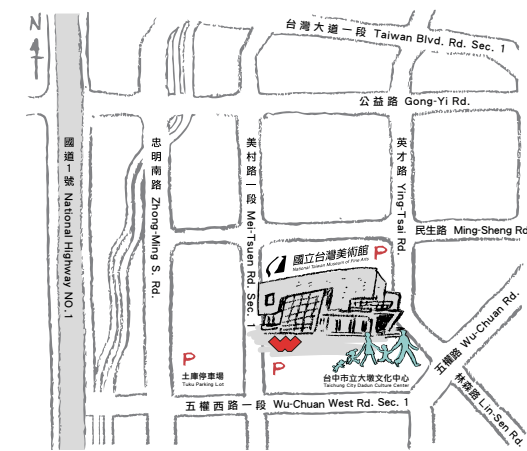 N
台灣大道一段 Taiwan Blvd. Rd. Sec. 1
公益路 Gong-Yi Rd.
國道1號 National Highway NO.1
忠明南路 Zhong-Ming S. Rd.
美村路一段 Mei-Tsuen Rd. Sec. 1
英才路 Ying-Tsai Rd.
民生路 Ming-Sheng Rd
國立台灣美術館
National Taiwan Museum of Fine Arts
P
五權路 Wu-Chuan Rd.
林森路 Lin-Sen Rd.
P
土庫停車場
Tuku Parking Lot
P
台中市立大墩文化中心
Taichung City Dadun Culture Center
五權西路一段 Wu-Chuan West Rd. Sec. 1